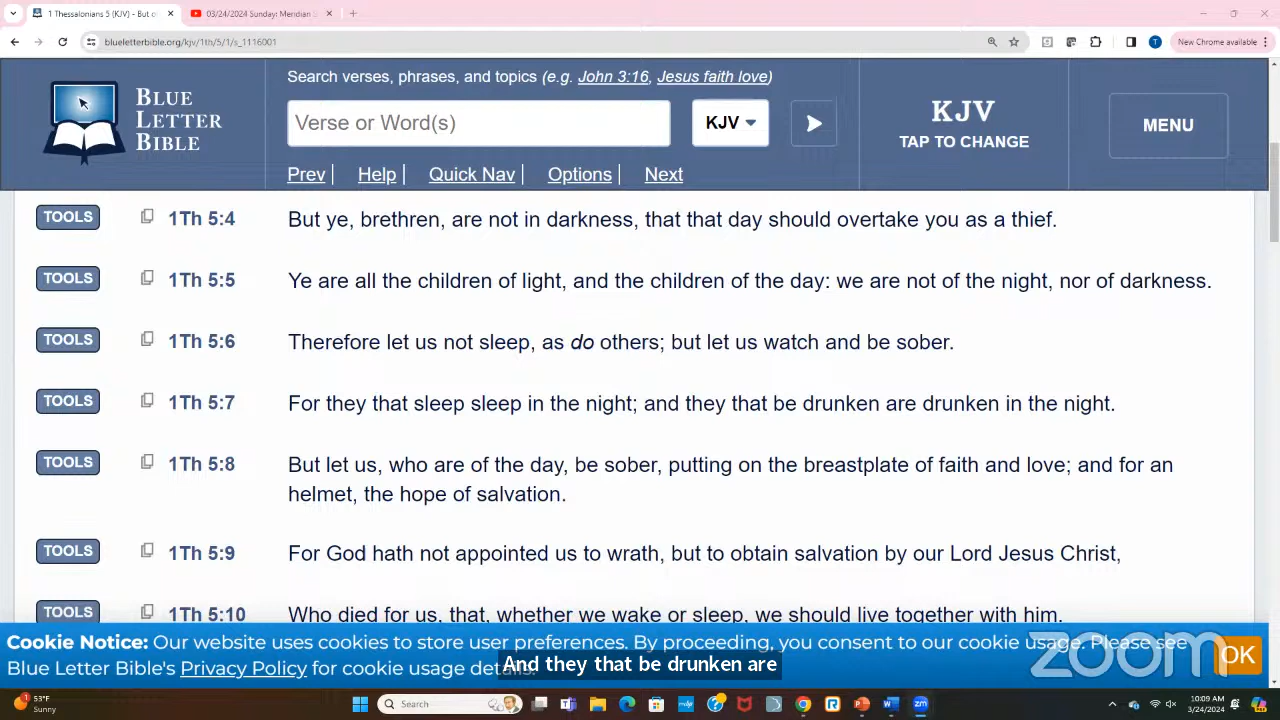 1 Thessalonians 5 (KJV) - But o
03/24/2024 Sunday: Meridian
blueletterbible.org/kjv/1th/5/1/s_1116001
New Chrome available
T
BLUE
LETTER
BIBLE
Search verses, phrases, and topics (e.g. John 3:16, Jesus faith love)
Verse or Word(s)
KJV
KJV
TAP TO CHANGE
MENU
Prev | Help | Quick Nav | Options | Next
TOOLS 1Th 5:4 But ye, brethren, are not in darkness, that that day should overtake you as a thief.
TOOLS 1Th 5:5 Ye are all the children of light, and the children of the day: we are not of the night, nor of darkness.
TOOLS 1Th 5:6 Therefore let us not sleep, as do others; but let us watch and be sober.
TOOLS 1Th 5:7 For they that sleep sleep in the night; and they that be drunken are drunken in the night.
TOOLS 1Th 5:8 But let us, who are of the day, be sober, putting on the breastplate of faith and love; and for an
helmet, the hope of salvation.
TOOLS 1Th 5:9 For God hath not appointed us to wrath, but to obtain salvation by our Lord Jesus Christ,
TOOLS 1Th 5:10 Who died for us, that, whether we wake or sleep, we should live together with him.
Cookie Notice: Our website uses cookies to store user preferences. By proceeding, you consent to our cookie usage. Please see
Blue Letter Bible's Privacy Policy for cookie usage details.
OK
zoom
And they that be drunken are
53°F
Sunny
Search
10:09 AM
3/24/2024